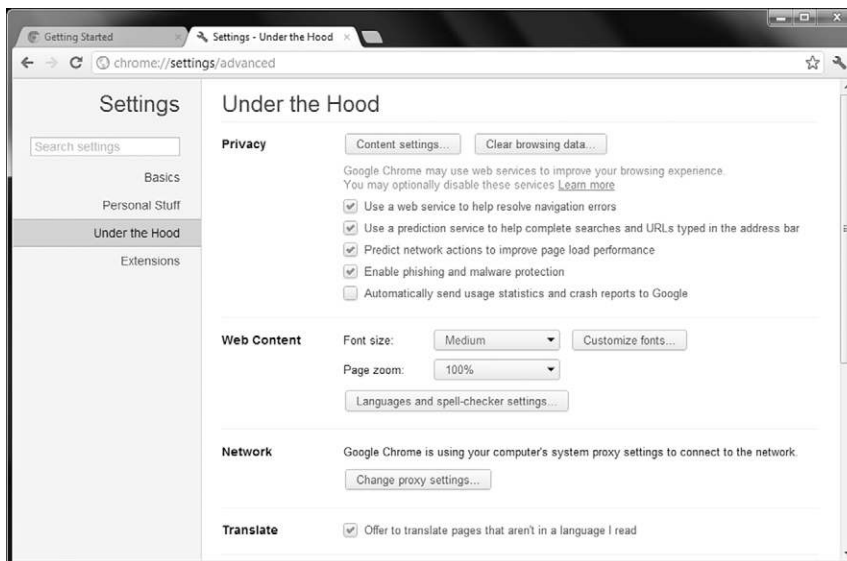 Getting Started
Settings - Under the Hood
chrome://settings/advanced
Settings
Search settings
Basics
Personal Stuff
Under the Hood
Extensions
Under the Hood
Privacy
Content settings...
Clear browsing data...
Google Chrome may use web services to improve your browsing experience.
You may optionally disable these services Learn more
Use a web service to help resolve navigation errors
Use a prediction service to help complete searches and URLs typed in the address bar
Predict network actions to improve page load performance
Enable phishing and malware protection
Automatically send usage statistics and crash reports to Google
Web Content
Font size:
Medium
Customize fonts...
Page zoom:
100%
Languages and spell-checker settings...
Network
Google Chrome is using your computer's system proxy settings to connect to the network.
Change proxy settings...
Translate
Offer to translate pages that aren't in a language I read